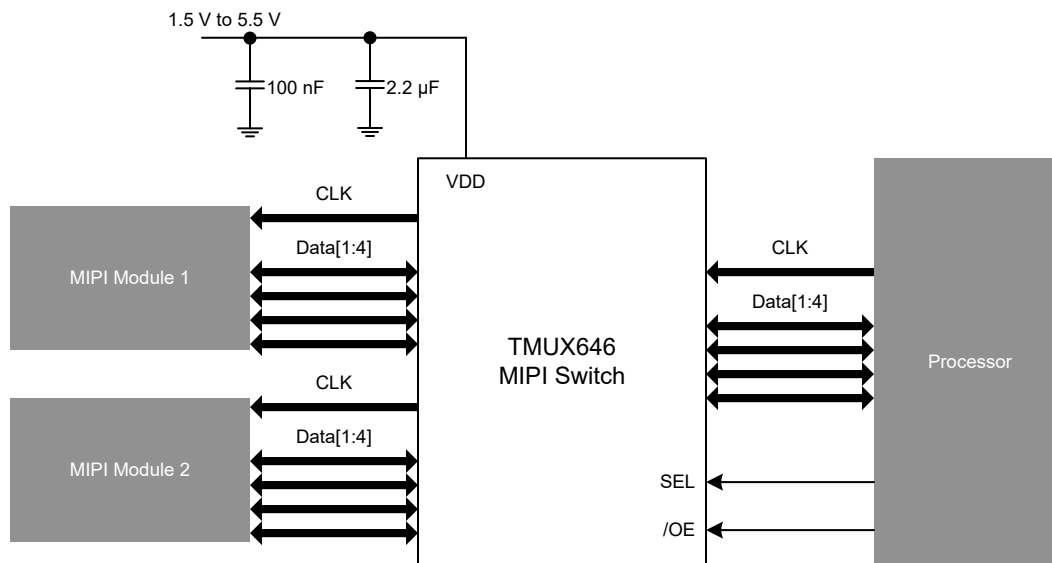 1.5 V to 5.5 V
100 nF
2.2 µF
VDD
CLK
Data[1:4]
MIPI Module 1
CLK
Data[1:4]
TMUX646
MIPI Switch
Processor
CLK
Data[1:4]
MIPI Module 2
SEL
/OE